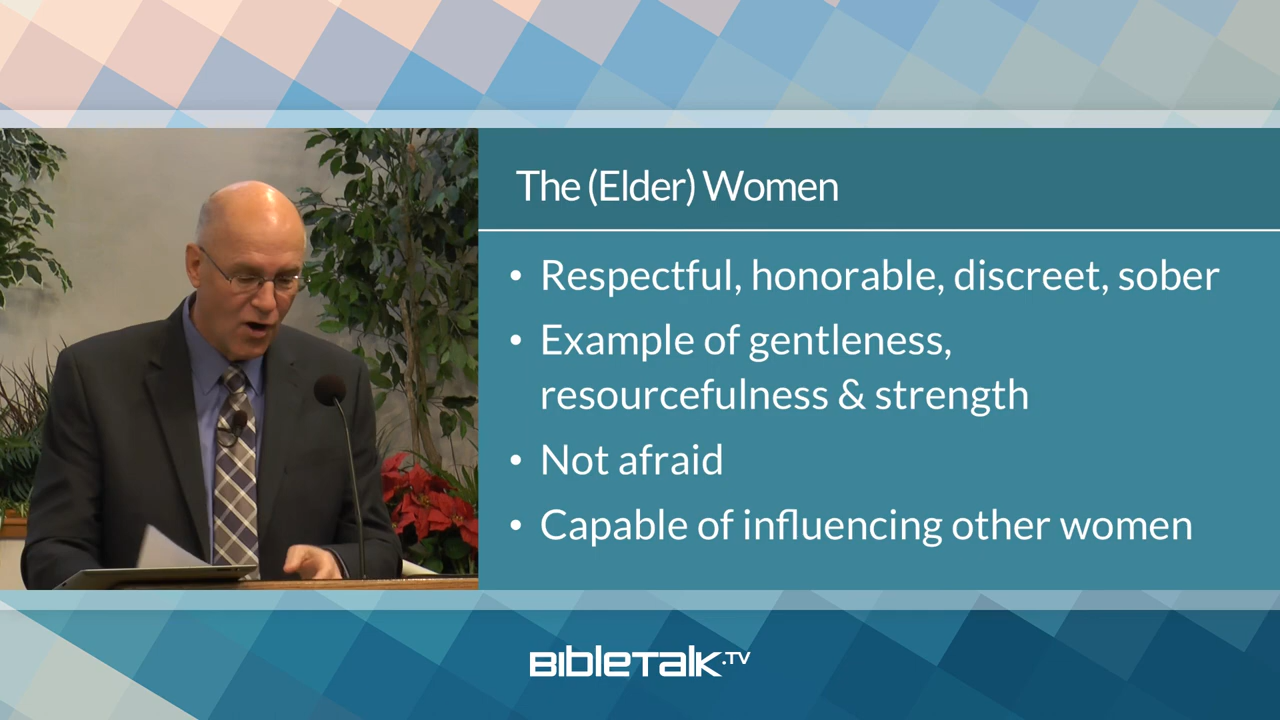 The (Elder) Women
• Respectful, honorable, discreet, sober
• Example of gentleness,
resourcefulness & strength
• Not afraid
• Capable of influencing other women
BIBLETALK.TV